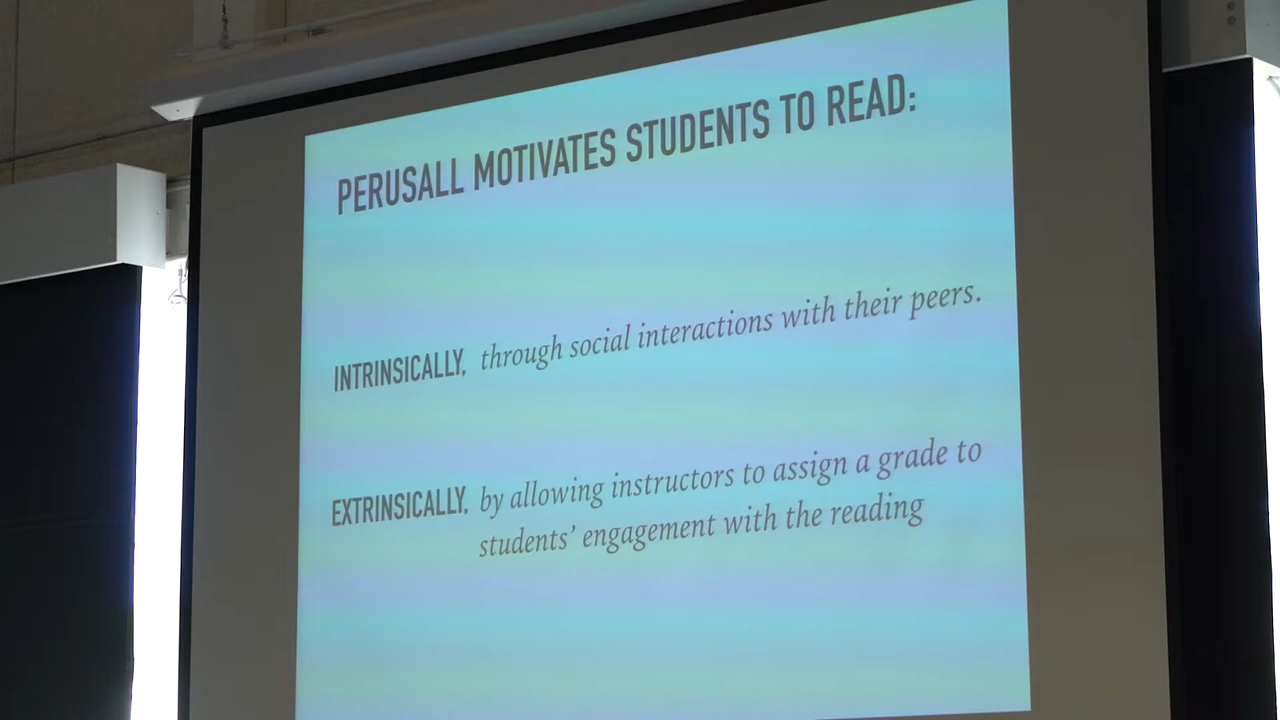 PERUSALL MOTIVATES STUDENTS TO READ:
INTRINSICALLY, through social interactions with their peers.
EXTRINSICALLY, by allowing instructors to assign a grade to
students’ engagement with the reading